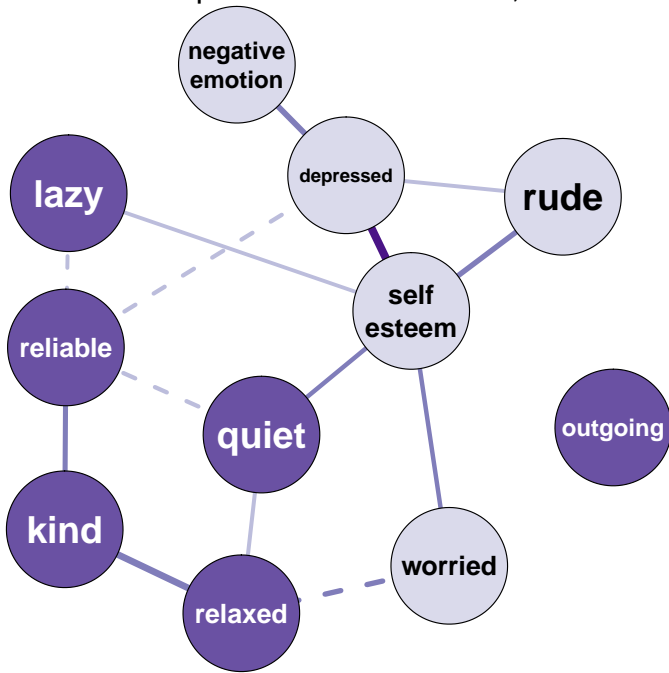 negative
emotion
depressed
lazy
rude
self
esteem
reliable
quiet
outgoing
kind
worried
relaxed